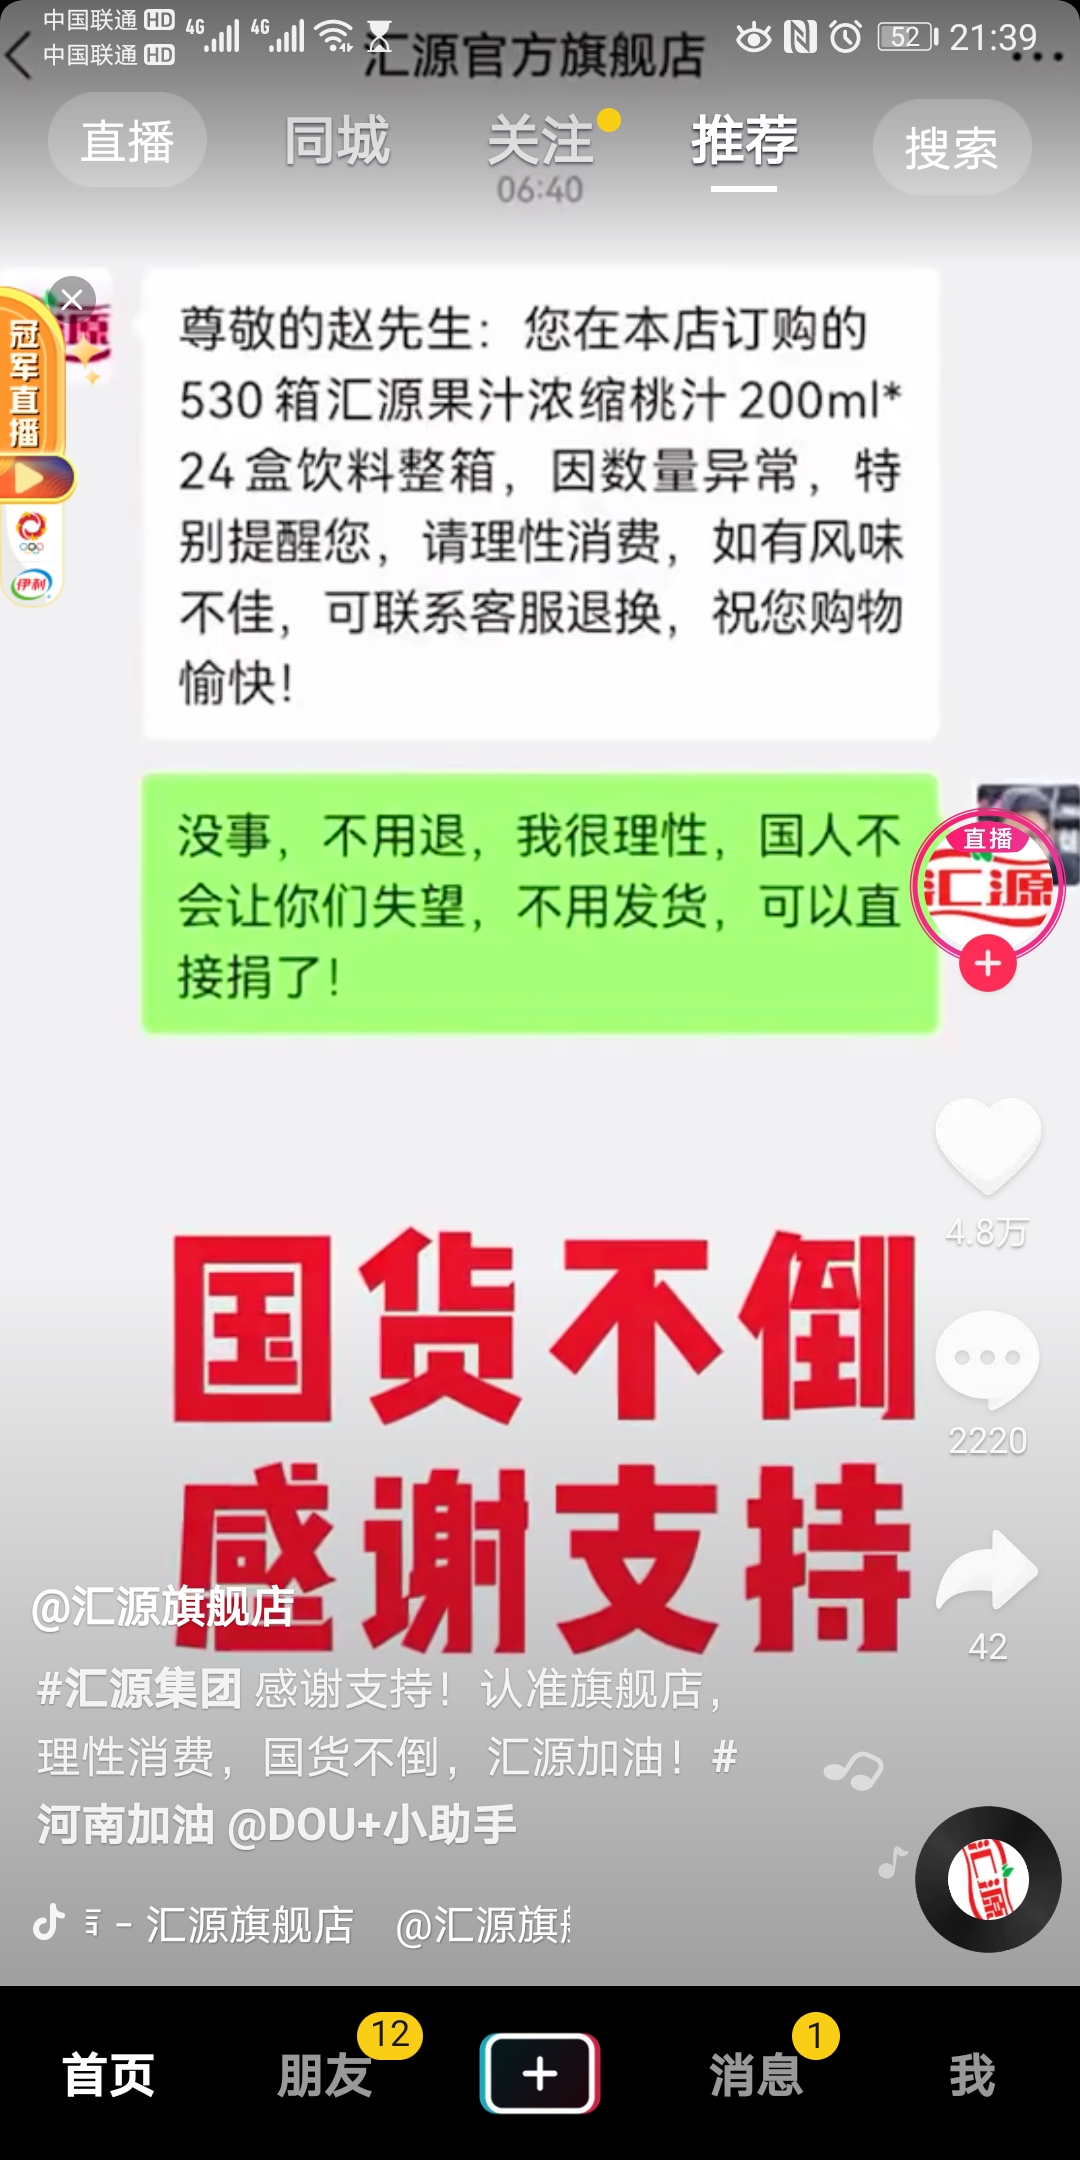 中国联通 HD 4G 4G 52 21:39
中国联通 HD
汇源官方旗舰店
直播 同城 关注 推荐 搜索
06:40
冠军直播
伊利
尊敬的赵先生：您在本店订购的
530箱汇源果汁浓缩桃汁200ml*
24盒饮料整箱，因数量异常，特
别提醒您，请理性消费，如有风味
不佳，可联系客服退换，祝您购物
愉快！
没事，不用退，我很理性，国人不
会让你们失望，不用发货，可以直
接捐了！
直播
汇源
4.8万
2220
42
国货不倒
感谢支持
@汇源旗舰店
#汇源集团 感谢支持！认准旗舰店，
理性消费，国货不倒，汇源加油！#
河南加油 @DOU+小助手
- 汇源旗舰店 @汇源旗
汇源
首页 朋友 12 消息 1 我